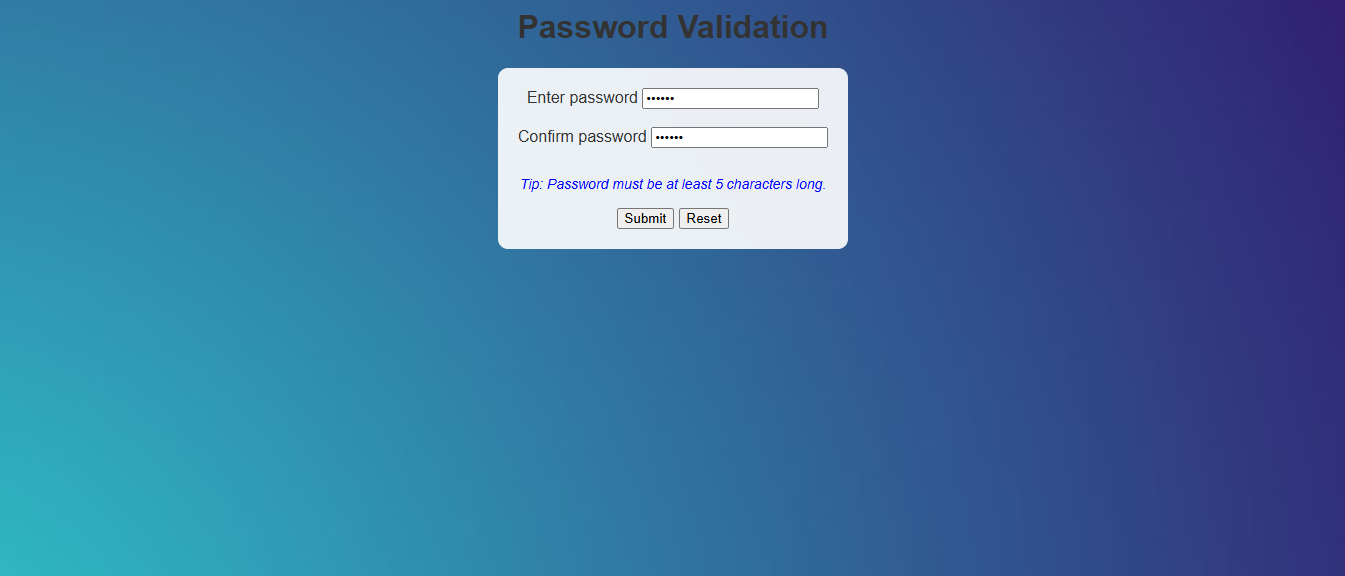 Password Validation
Enter password ••••••
Confirm password ••••••
Tip: Password must be at least 5 characters long.
Submit Reset